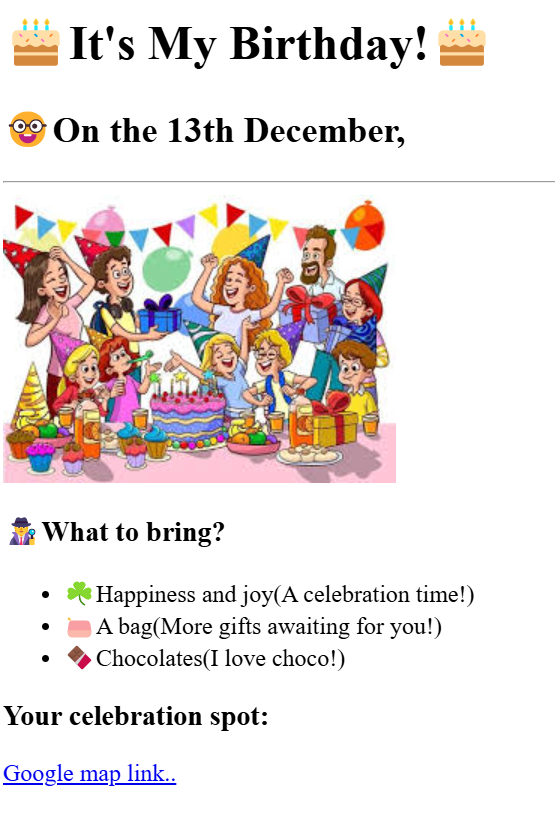 It's My Birthday!
On the 13th December,
What to bring?
Happiness and joy(A celebration time!)
A bag(More gifts awaiting for you!)
Chocolates(I love choco!)
Your celebration spot:
Google map link..